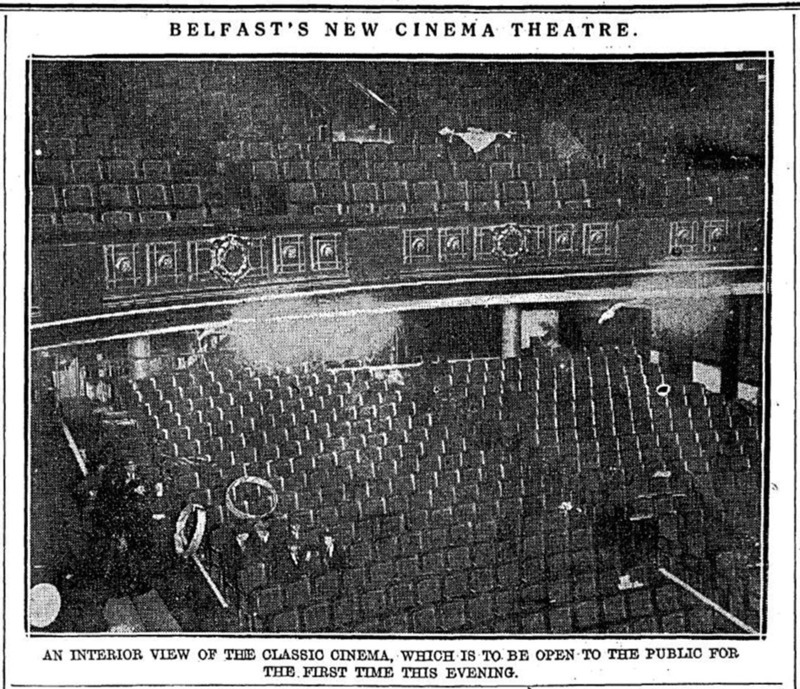 BELFAST'S NEW CINEMA THEATRE.
AN INTERIOR VIEW OF THE CLASSIC CINEMA, WHICH IS TO BE OPEN TO THE PUBLIC FOR
THE FIRST TIME THIS EVENING.